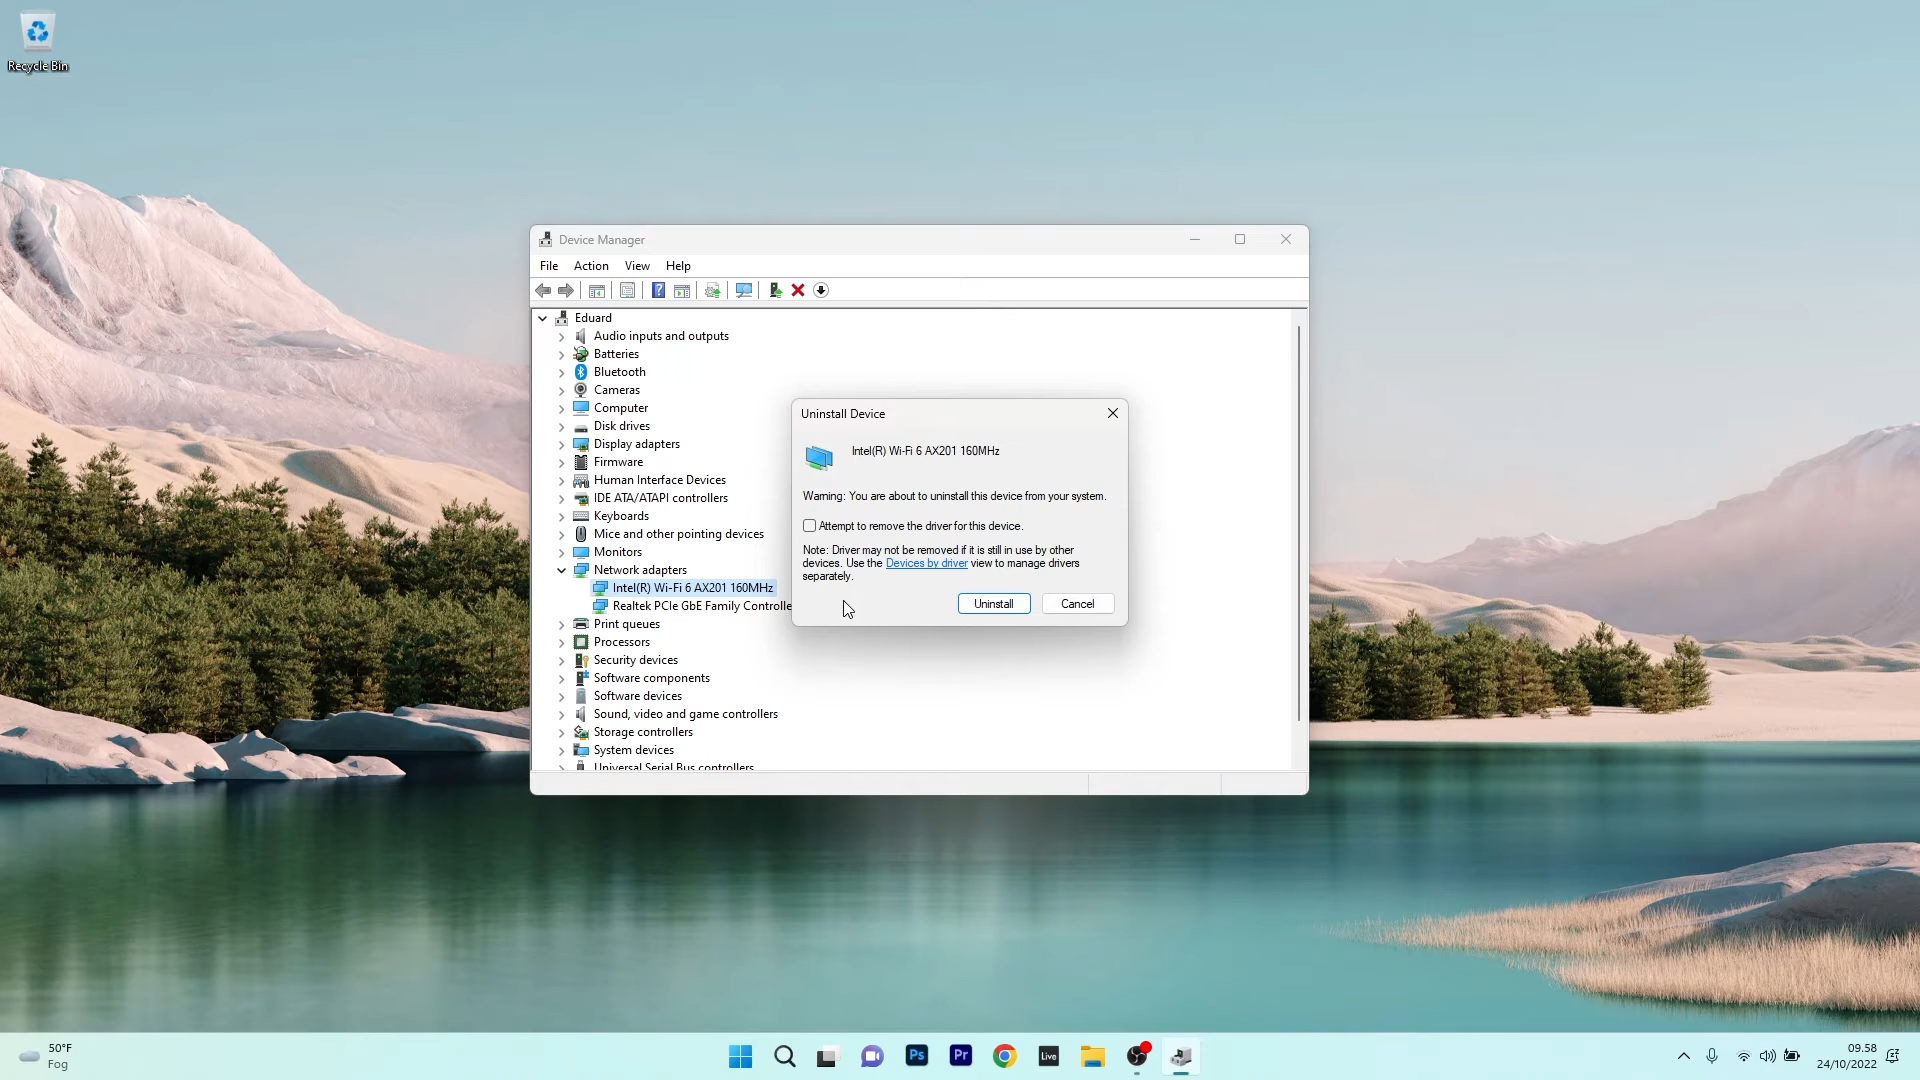 Recycle Bin
Device Manager
File Action View Help
Eduard
Audio inputs and outputs
Batteries
Bluetooth
Cameras
Computer
Disk drives
Display adapters
Firmware
Human Interface Devices
IDE ATA/ATAPI controllers
Keyboards
Mice and other pointing devices
Monitors
Network adapters
Intel(R) Wi-Fi 6 AX201 160MHz
Realtek PCIe GbE Family Controlle
Print queues
Processors
Security devices
Software components
Software devices
Sound, video and game controllers
Storage controllers
System devices
Universal Serial Bus controllers
Uninstall Device
Intel(R) Wi-Fi 6 AX201 160MHz
Warning: You are about to uninstall this device from your system.
Attempt to remove the driver for this device.
Note: Driver may not be removed if it is still in use by other
devices. Use the Devices by driver view to manage drivers
separately.
Uninstall Cancel
50°F
Fog
Ps
Pr
Live
09.58
24/10/2022